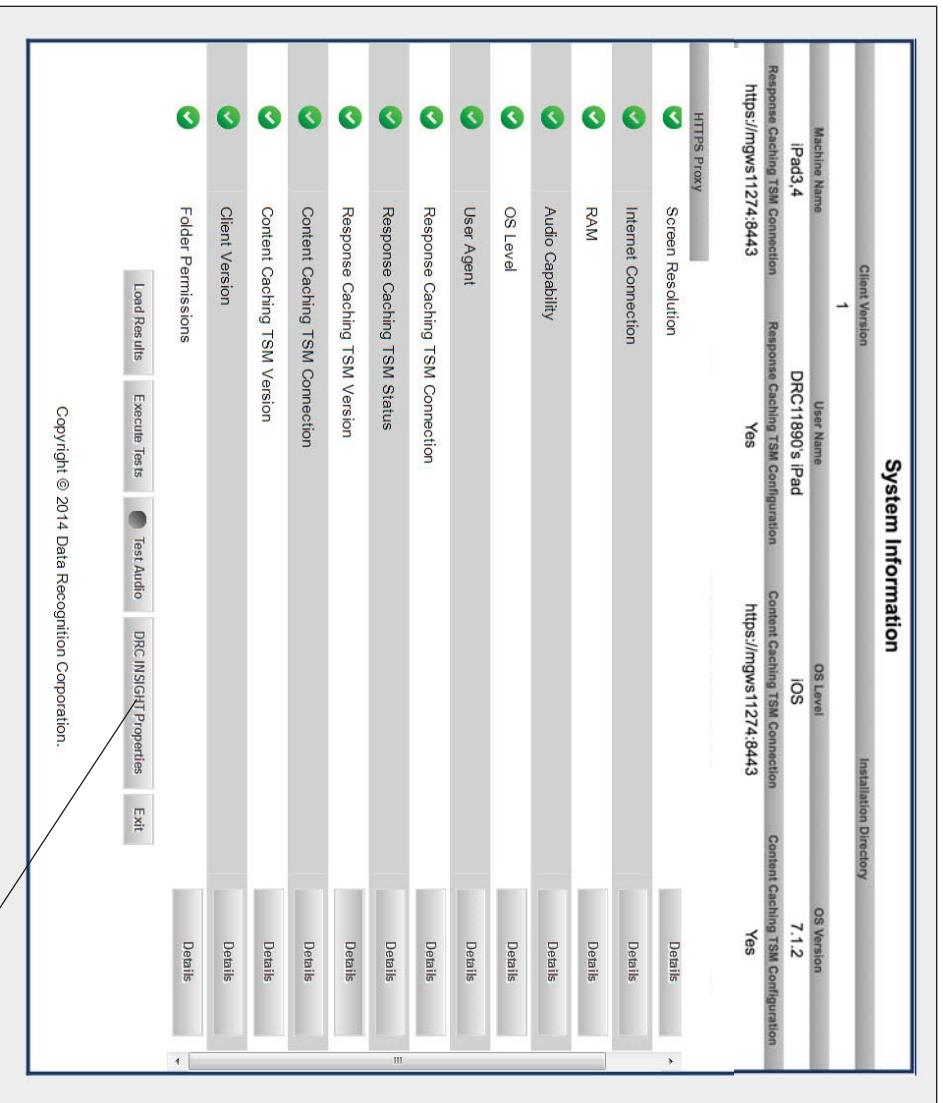 System Information
Client Version Installation Directory
1
Machine Name User Name OS Level OS Version
iPad3,4 DRC11890's iPad iOS 7.1.2
Response Caching TSM Connection Response Caching TSM Configuration Content Caching TSM Connection Content Caching TSM Configuration
https://mgws11274:8443 Yes https://mgws11274:8443 Yes
HTTPS Proxy
Screen Resolution Details
Internet Connection Details
RAM Details
Audio Capability Details
OS Level Details
User Agent Details
Response Caching TSM Connection Details
Response Caching TSM Status Details
Response Caching TSM Version Details
Content Caching TSM Connection Details
Content Caching TSM Version Details
Client Version Details
Folder Permissions Details
Load Results Execute Tests Test Audio DRC INSIGHT Properties Exit
Copyright © 2014 Data Recognition Corporation.